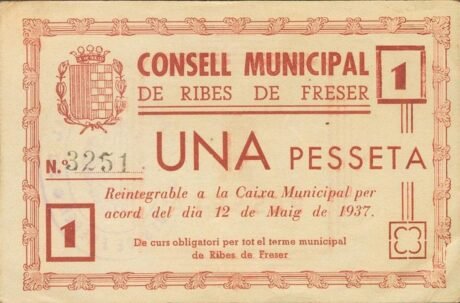 CONSELL MUNICIPAL
DE RIBES DE FRESER
1
N.º 3251
UNA PESSETA
Reintegrable a la Caixa Municipal per
acord del dia 12 de Maig de 1937.
1
De curs obligatori per tot el terme municipal
de Ribes de Freser